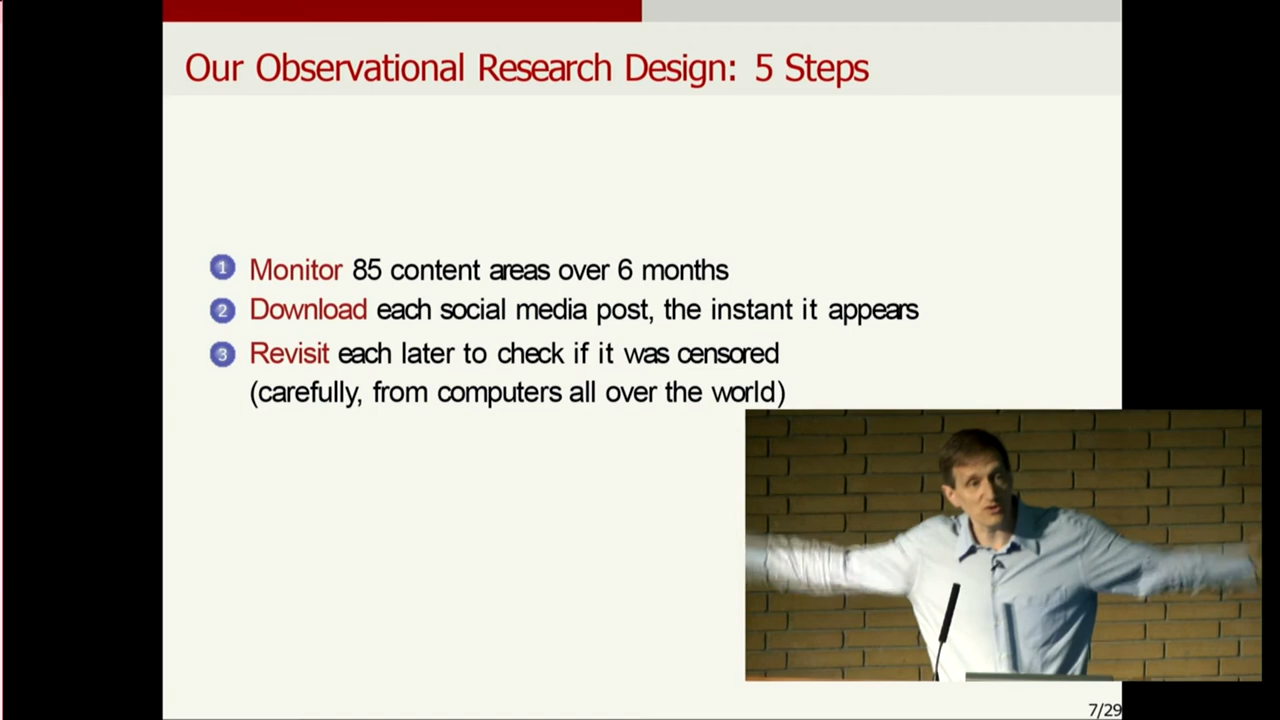 Our Observational Research Design: 5 Steps
1 Monitor 85 content areas over 6 months
2 Download each social media post, the instant it appears
3 Revisit each later to check if it was censored
(carefully, from computers all over the world)
7/29